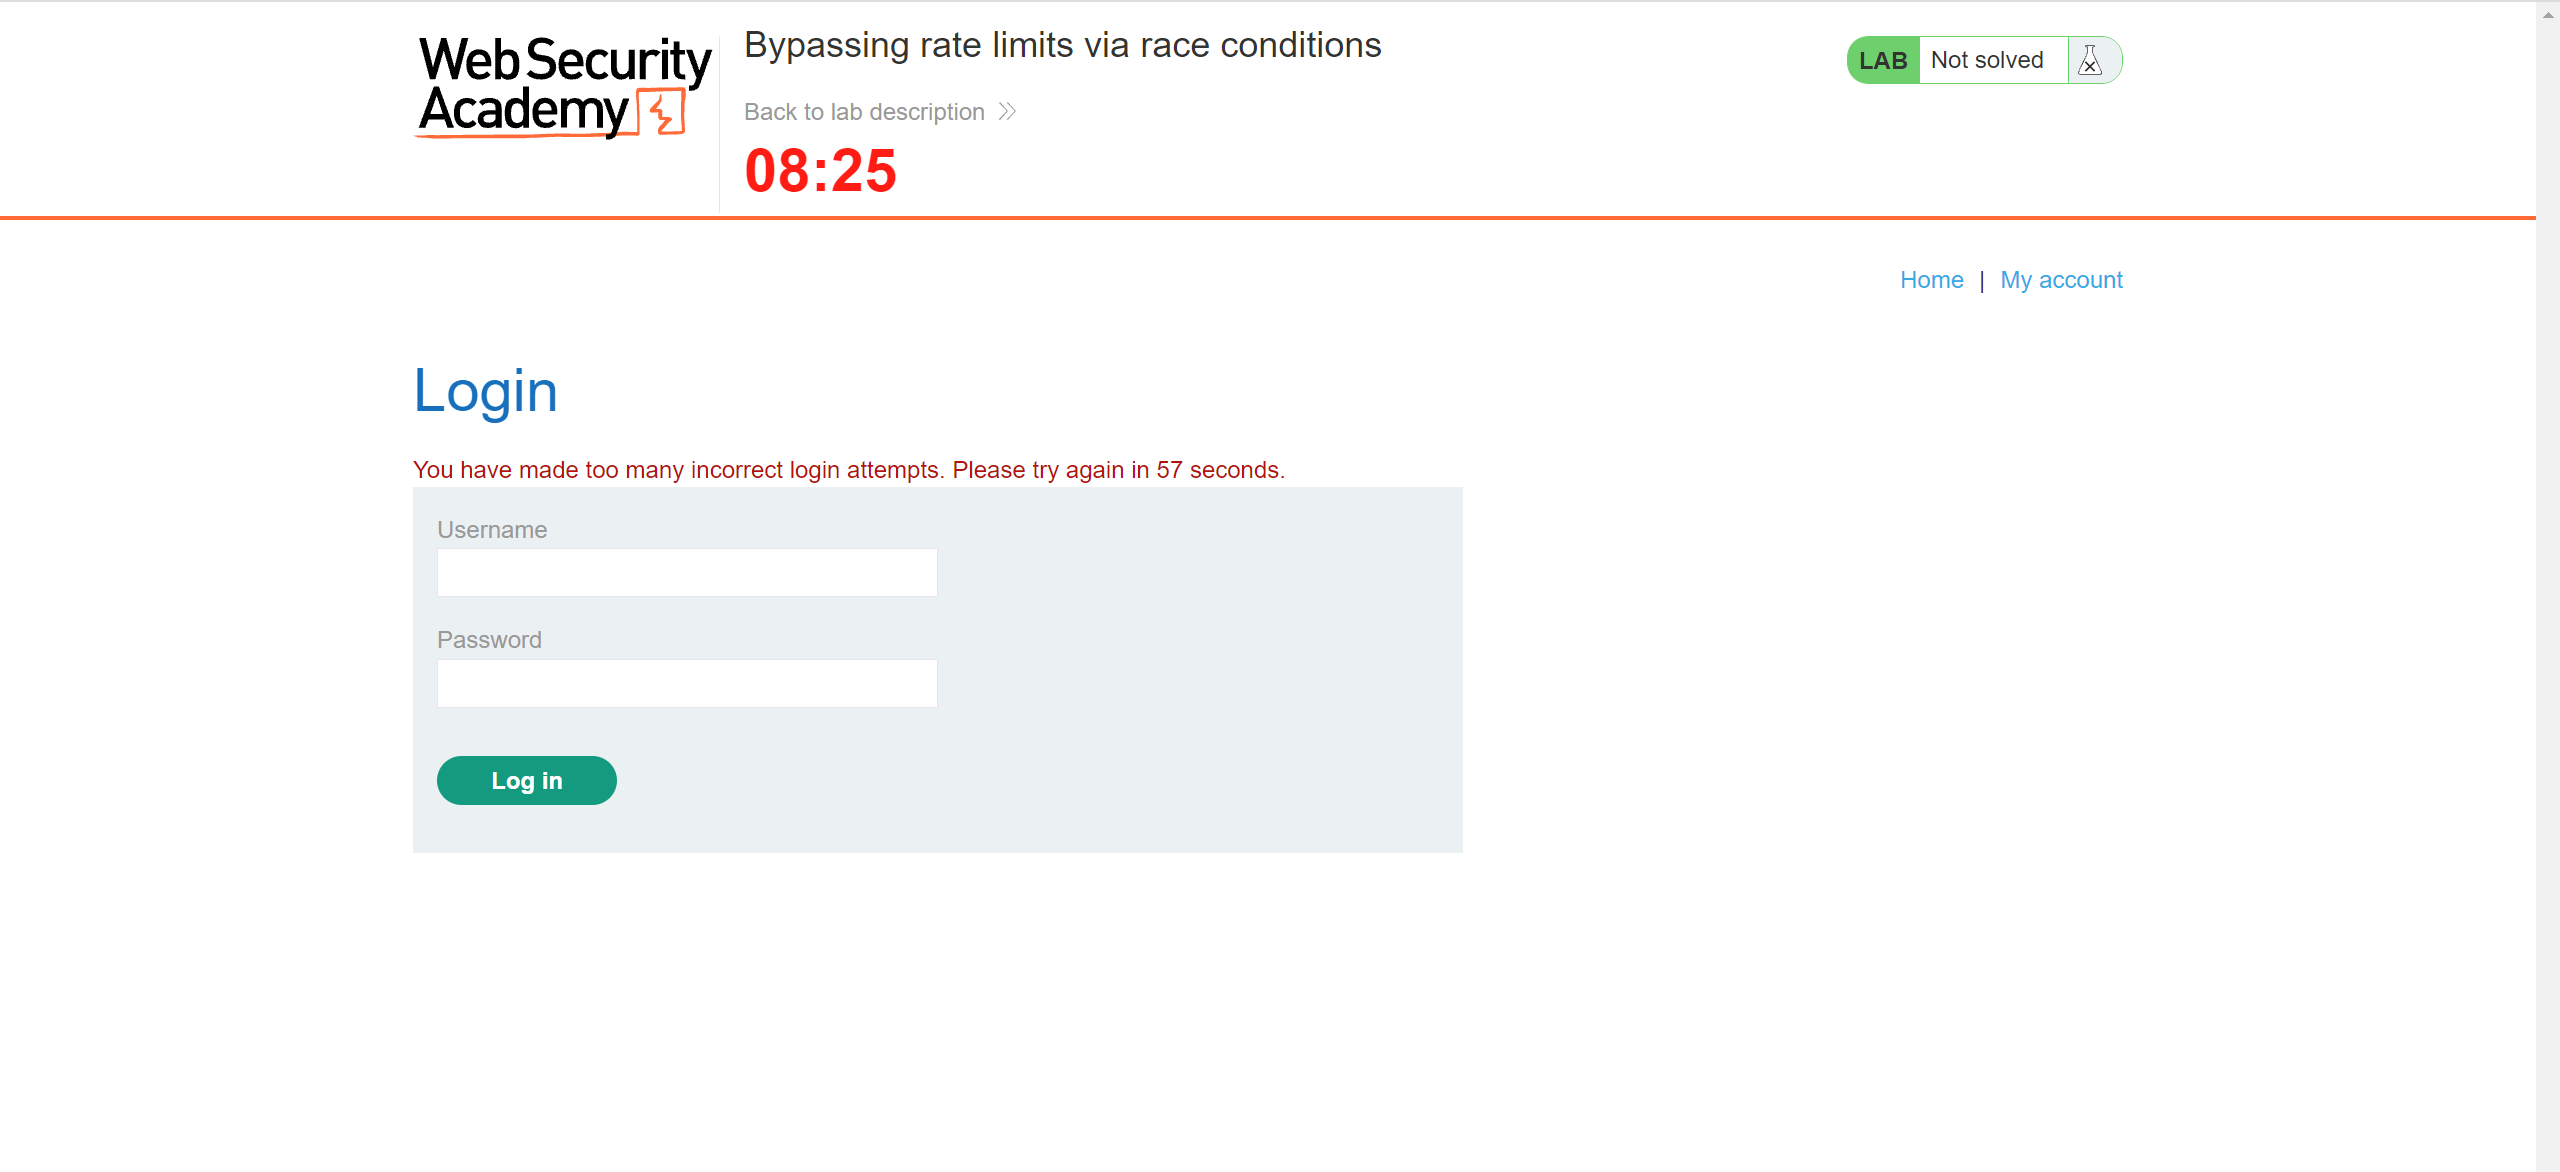 Web Security
Academy
Bypassing rate limits via race conditions
Back to lab description
08:25
LAB Not solved
Home | My account
Login
You have made too many incorrect login attempts. Please try again in 57 seconds.
Username
Password
Log in